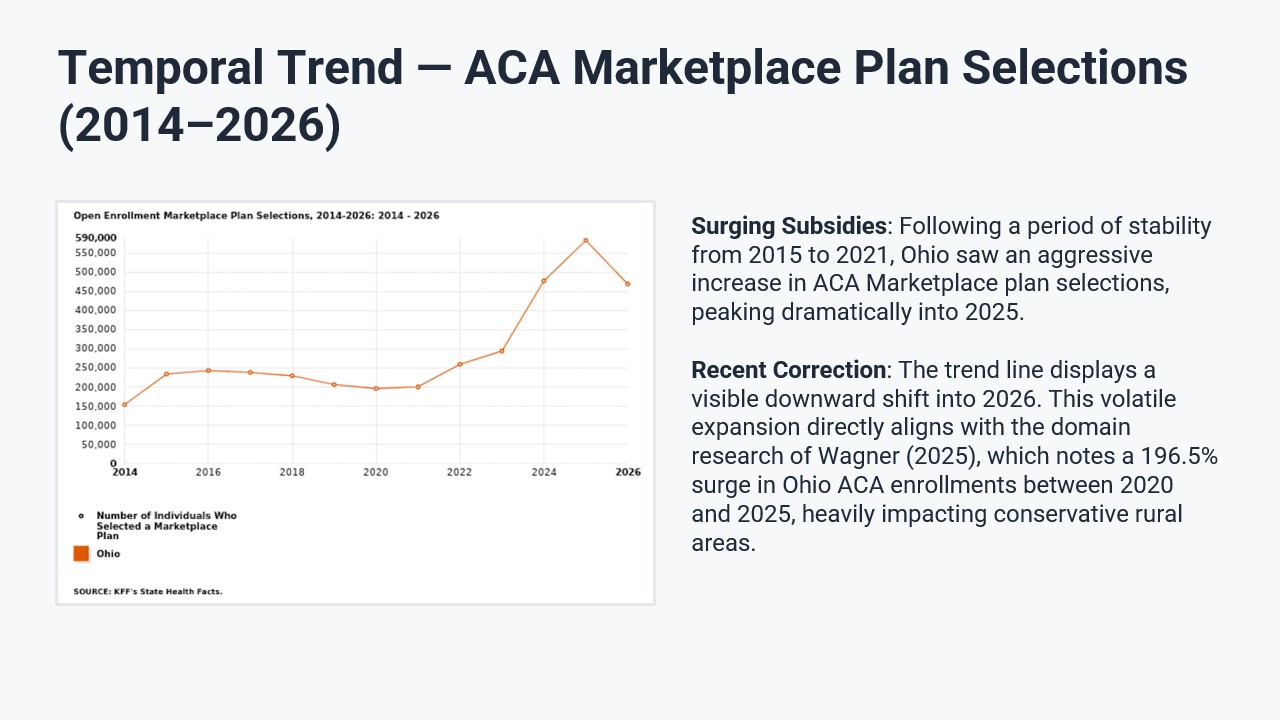 Temporal Trend — ACA Marketplace Plan Selections
(2014–2026)
Open Enrollment Marketplace Plan Selections, 2014-2026: 2014 - 2026
590,000
550,000
500,000
450,000
400,000
350,000
300,000
250,000
200,000
150,000
100,000
50,000
0
2014 2016 2018 2020 2022 2024 2026
Number of Individuals Who
Selected a Marketplace
Plan
Ohio
SOURCE: KFF's State Health Facts.
Surging Subsidies: Following a period of stability
from 2015 to 2021, Ohio saw an aggressive
increase in ACA Marketplace plan selections,
peaking dramatically into 2025.
Recent Correction: The trend line displays a
visible downward shift into 2026. This volatile
expansion directly aligns with the domain
research of Wagner (2025), which notes a 196.5%
surge in Ohio ACA enrollments between 2020
and 2025, heavily impacting conservative rural
areas.